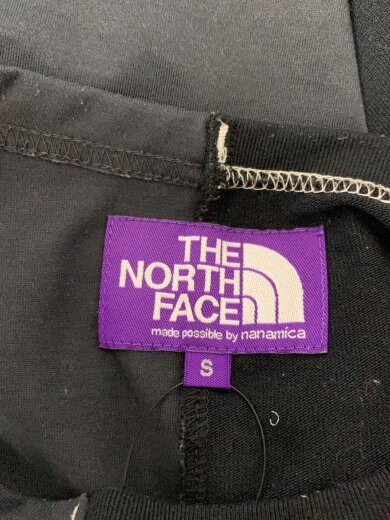 THE
NORTH
FACE
made possible by nanamica
S